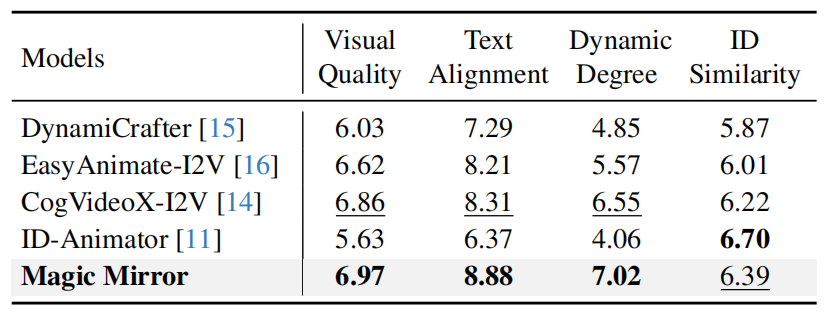 Models Visual Quality Text Alignment Dynamic Degree ID Similarity
DynamiCrafter [15] 6.03 7.29 4.85 5.87
EasyAnimate-I2V [16] 6.62 8.21 5.57 6.01
CogVideoX-I2V [14] 6.86 8.31 6.55 6.22
ID-Animator [11] 5.63 6.37 4.06 6.70
Magic Mirror 6.97 8.88 7.02 6.39